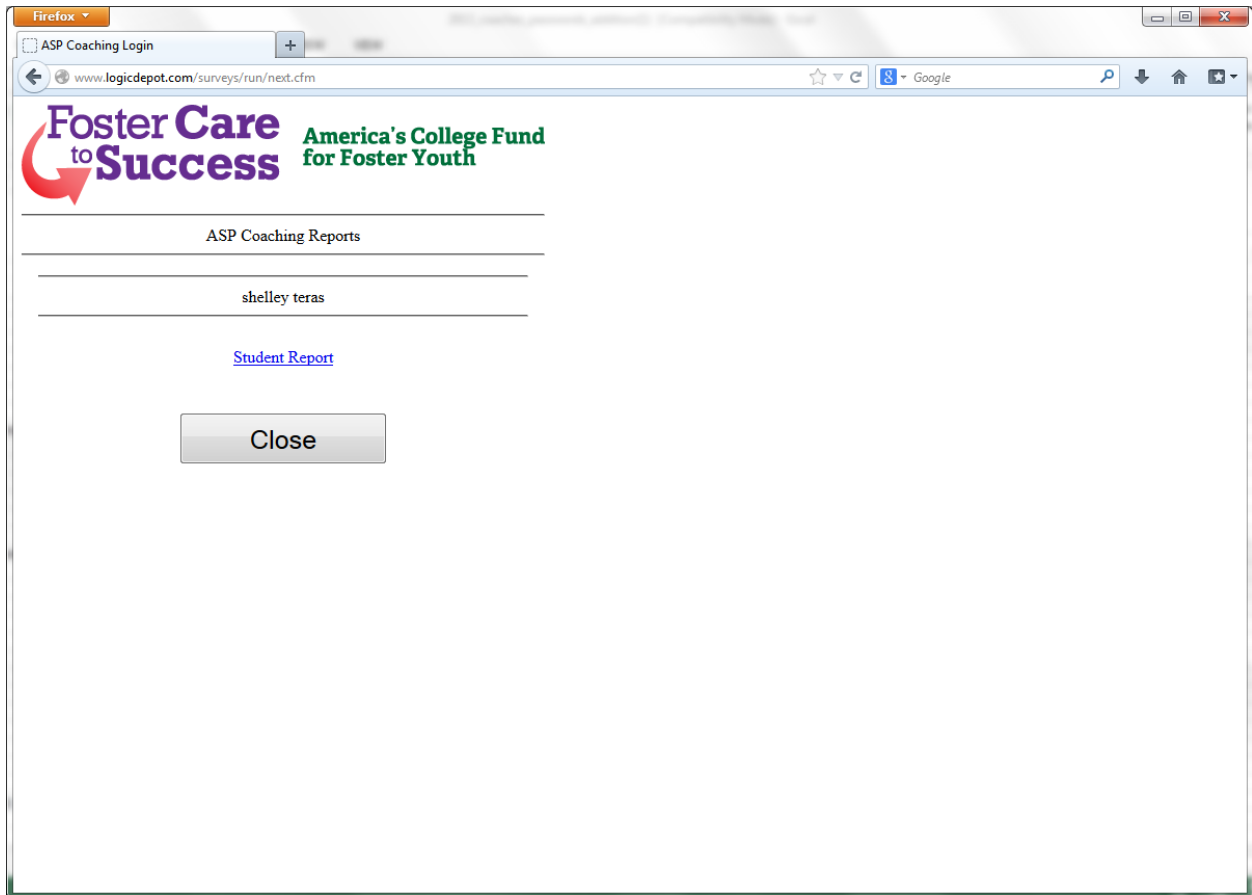 Firefox
ASP Coaching Login
www.logicdepot.com/surveys/run/next.cfm
Google
Foster Care
to Success
America's College Fund
for Foster Youth
ASP Coaching Reports
shelley teras
Student Report
Close